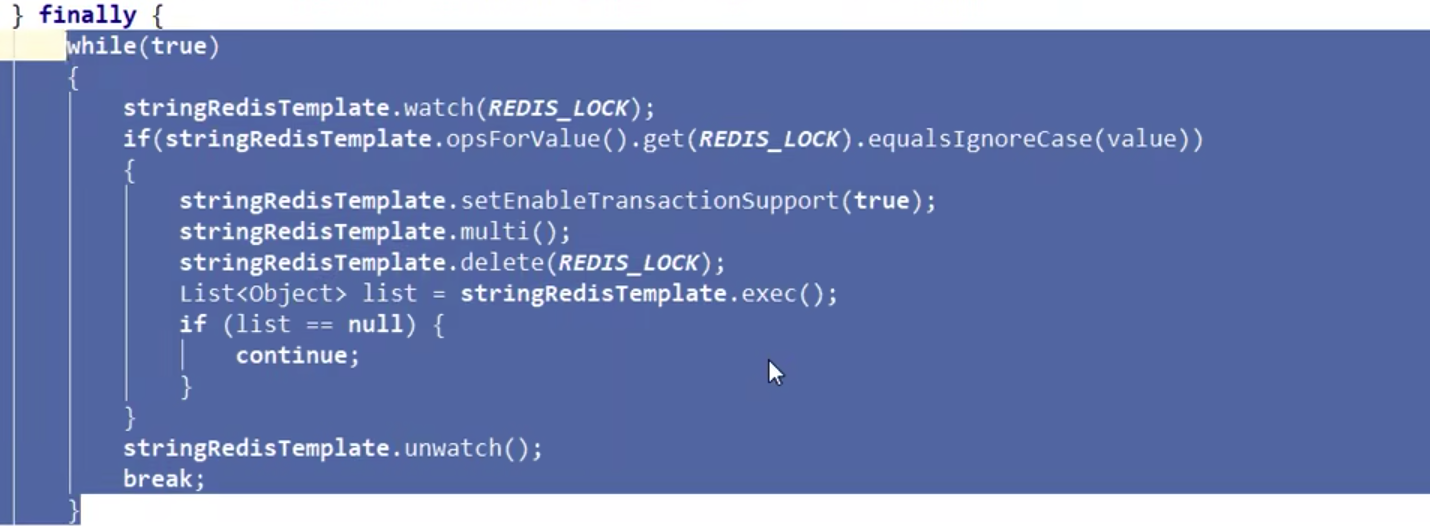 } finally {
while(true)
{
stringRedisTemplate.watch(REDIS_LOCK);
if(stringRedisTemplate.opsForValue().get(REDIS_LOCK).equalsIgnoreCase(value))
{
stringRedisTemplate.setEnableTransactionSupport(true);
stringRedisTemplate.multi();
stringRedisTemplate.delete(REDIS_LOCK);
List<Object> list = stringRedisTemplate.exec();
if (list == null) {
continue;
}
}
stringRedisTemplate.unwatch();
break;
}